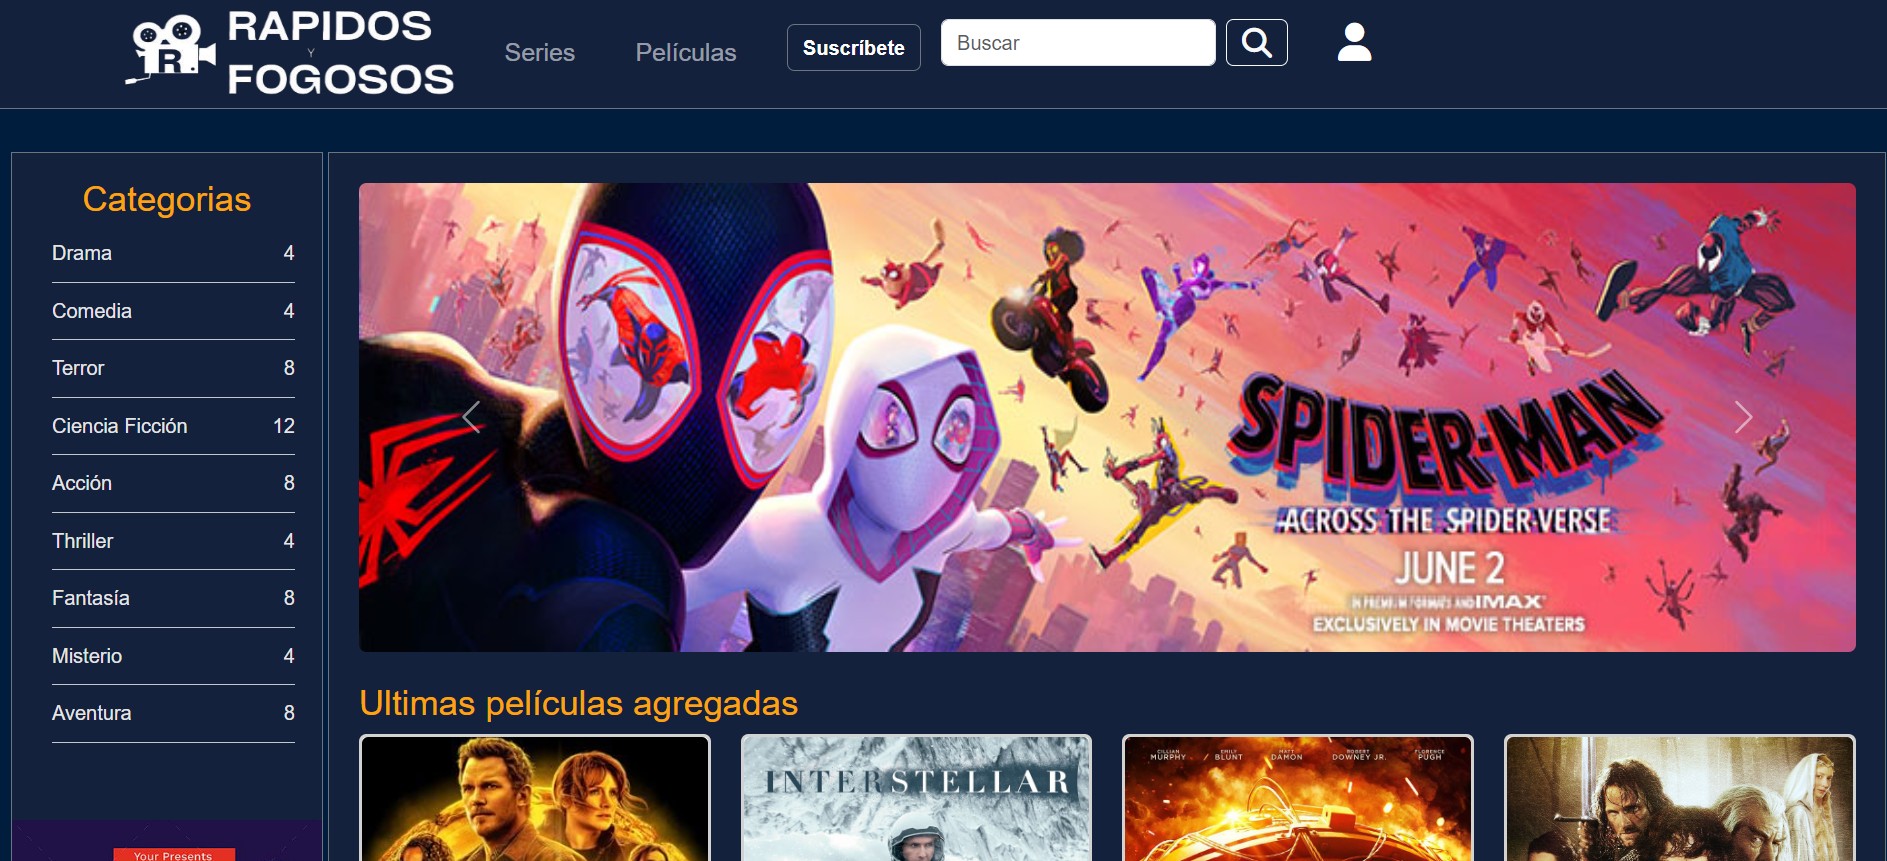 RAPIDOS
Y
FOGOSOS
R
Series
Películas
Suscríbete
Buscar
Categorias
Drama 4
Comedia 4
Terror 8
Ciencia Ficción 12
Acción 8
Thriller 4
Fantasía 8
Misterio 4
Aventura 8
Your Presents
SPIDER-MAN
ACROSS THE SPIDER-VERSE
JUNE 2
IN PREMIUM FORMATS AND IMAX
EXCLUSIVELY IN MOVIE THEATERS
Ultimas películas agregadas
INTERSTELLAR
CILLIAN MURPHY / EMILY BLUNT / MATT DAMON / ROBERT DOWNEY JR. / FLORENCE PUGH